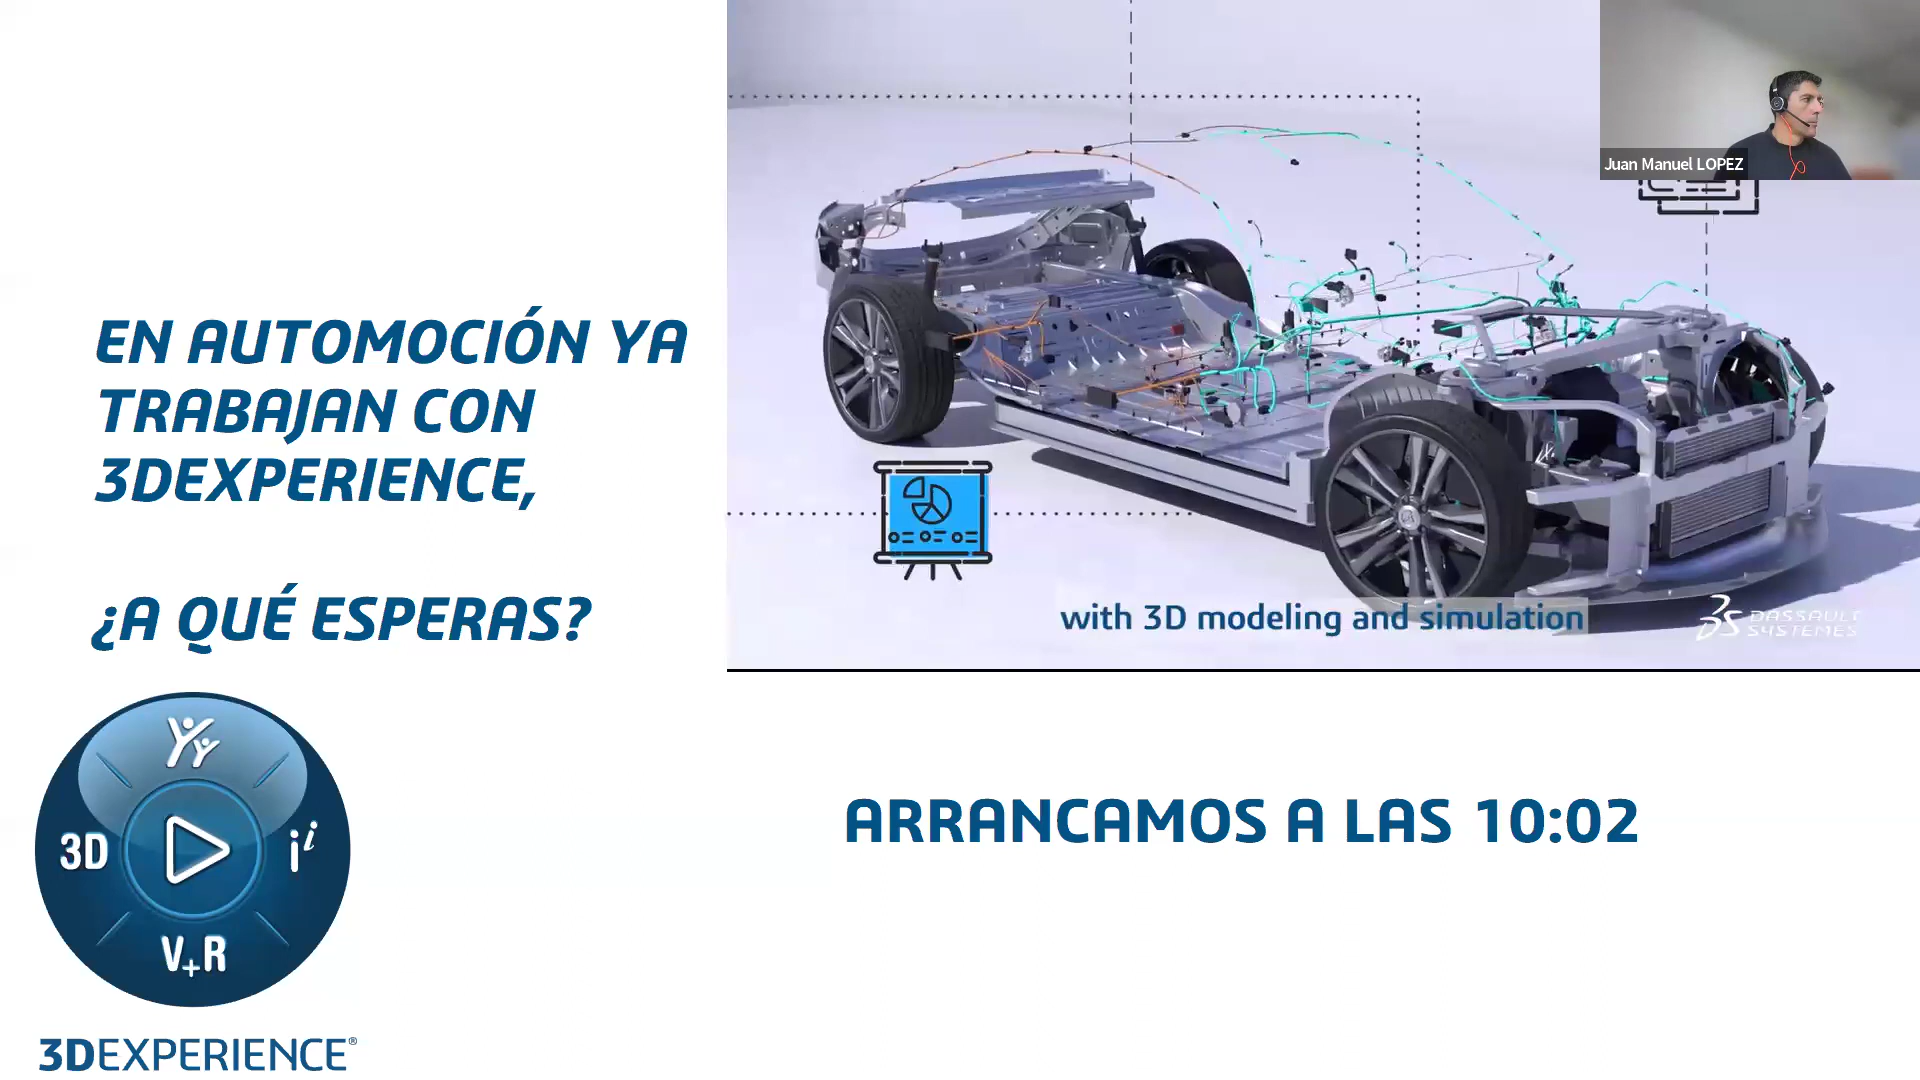 EN AUTOMOCIÓN YA
TRABAJAN CON
3DEXPERIENCE,
¿A QUÉ ESPERAS?
Juan Manuel LOPEZ
with 3D modeling and simulation
DASSAULT
SYSTEMES
ARRANCAMOS A LAS 10:02
3D
i i
V+R
3DEXPERIENCE®